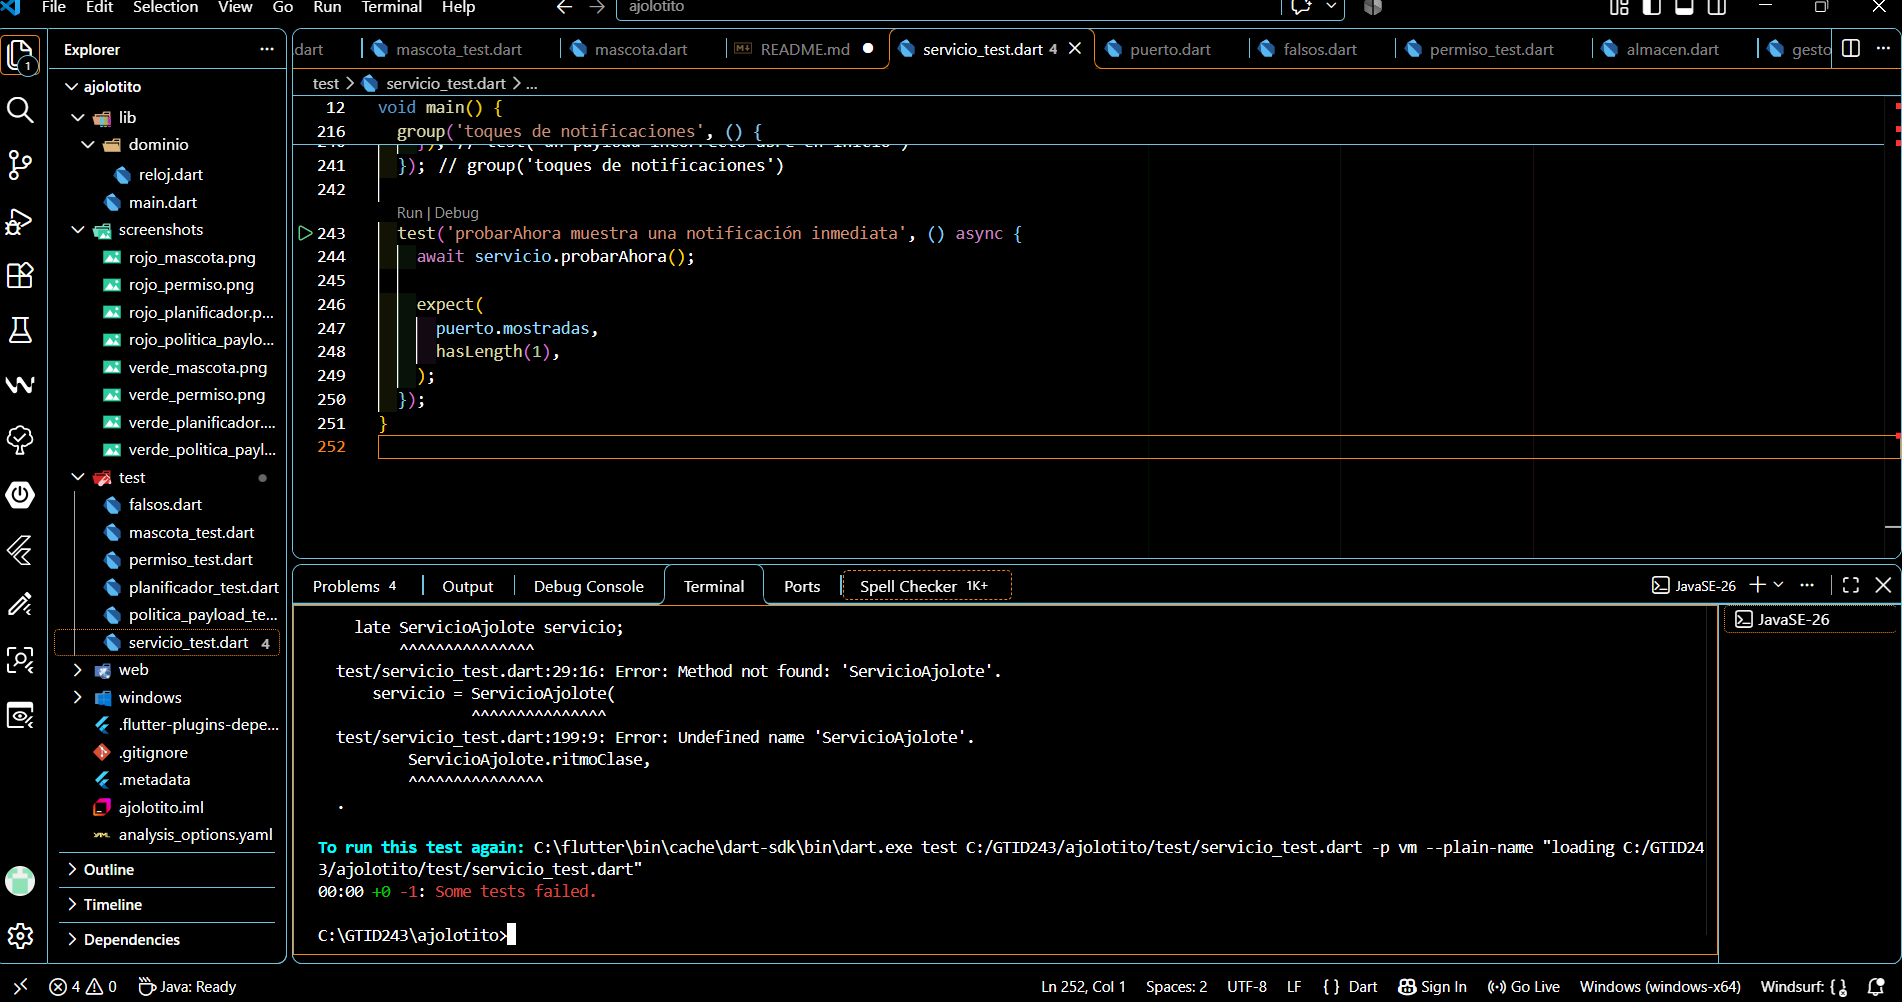 File Edit Selection View Go Run Terminal Help
ajolotito
Explorer
dart
mascota_test.dart
mascota.dart
README.md
servicio_test.dart 4
puerto.dart
falsos.dart
permiso_test.dart
almacen.dart
gesto
test > servicio_test.dart > ...
1
ajolotito
lib
dominio
reloj.dart
main.dart
screenshots
rojo_mascota.png
rojo_permiso.png
rojo_planificador.p...
rojo_politica_paylo...
verde_mascota.png
verde_permiso.png
verde_planificador....
verde_politica_payl...
test
falsos.dart
mascota_test.dart
permiso_test.dart
planificador_test.dart
politica_payload_te...
servicio_test.dart 4
web
windows
.flutter-plugins-depe...
.gitignore
.metadata
ajolotito.iml
analysis_options.yaml
Outline
Timeline
Dependencies
12 void main() {
216 group('toques de notificaciones', () {
241 }); // group('toques de notificaciones')
242
Run | Debug
243 test('probarAhora muestra una notificación inmediata', () async {
244 await servicio.probarAhora();
245
246 expect(
247 puerto.mostradas,
248 hasLength(1),
249 );
250 });
251 }
252
Problems 4 Output Debug Console Terminal Ports Spell Checker 1K+
JavaSE-26
JavaSE-26
late ServicioAjolote servicio;
^^^^^^^^^^^^^^^
test/servicio_test.dart:29:16: Error: Method not found: 'ServicioAjolote'.
servicio = ServicioAjolote(
^^^^^^^^^^^^^^^
test/servicio_test.dart:199:9: Error: Undefined name 'ServicioAjolote'.
ServicioAjolote.ritmoClase,
^^^^^^^^^^^^^^^
.
To run this test again: C:\flutter\bin\cache\dart-sdk\bin\dart.exe test C:/GTID243/ajolotito/test/servicio_test.dart -p vm --plain-name "loading C:/GTID24
3/ajolotito/test/servicio_test.dart"
00:00 +0 -1: Some tests failed.
C:\GTID243\ajolotito>
4 0 Java: Ready
Ln 252, Col 1 Spaces: 2 UTF-8 LF { } Dart Sign In Go Live Windows (windows-x64) Windsurf: { }